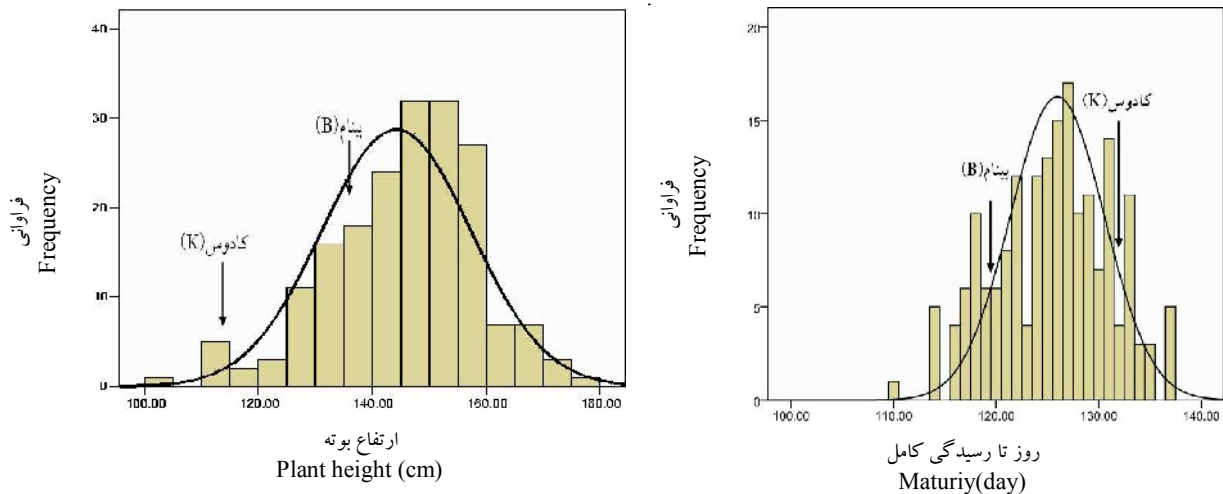 40
30
20
10
0
فراوانی
Frequency
کادوس(K)
بینام(B)
100.00 120.00 140.00 160.00 180.00
ارتفاع بوته
Plant height (cm)
20
15
10
5
0
فراوانی
Frequency
بینام(B)
کادوس(K)
100.00 110.00 120.00 130.00 140.00
روز تا رسیدگی کامل
Maturiy(day)